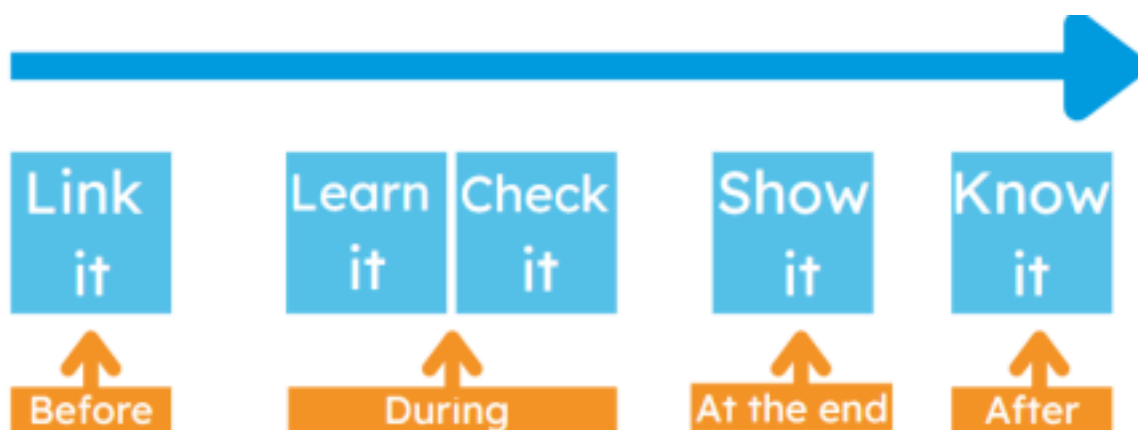 Link
it
Learn
it
Check
it
Show
it
Know
it
Before
During
At the end
After